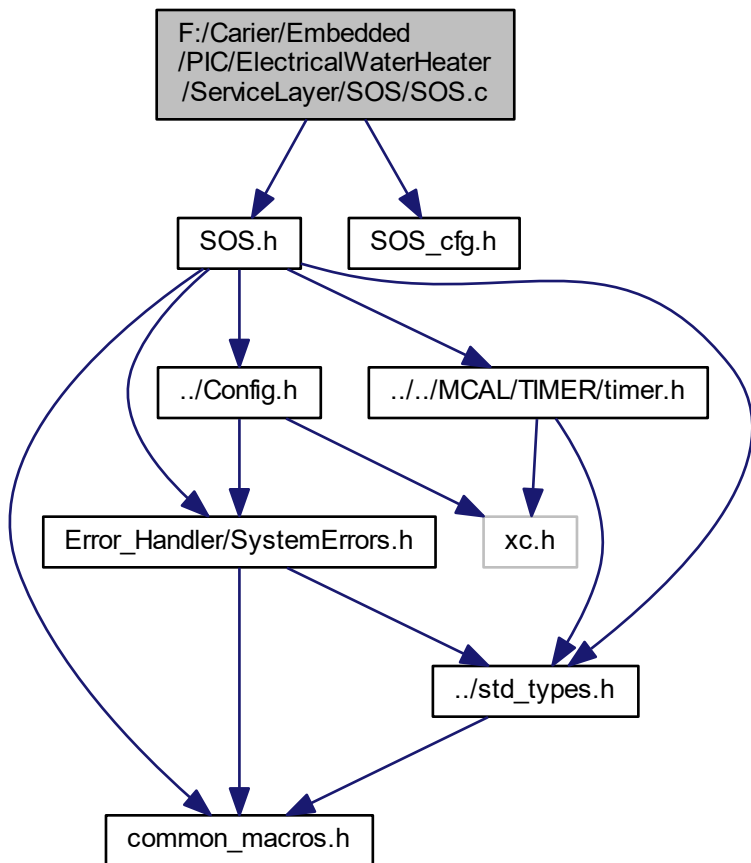 F:/Carier/Embedded
/PIC/ElectricalWaterHeater
/ServiceLayer/SOS/SOS.c
SOS.h
SOS_cfg.h
../Config.h
../../MCAL/TIMER/timer.h
Error_Handler/SystemErrors.h
xc.h
../std_types.h
common_macros.h